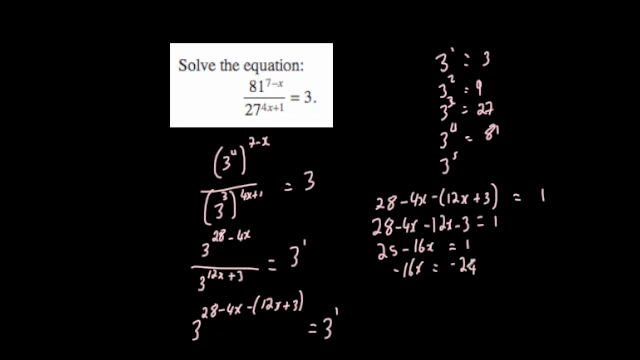 Solve the equation:
81^{7-x} / 27^{4x+1} = 3.
(3^4)^{7-x} / (3^3)^{4x+1} = 3
3^{28-4x} / 3^{12x+3} = 3^1
3^{28-4x-(12x+3)} = 3^1
3^1 = 3
3^2 = 9
3^3 = 27
3^4 = 81
3^5
28-4x-(12x+3) = 1
28-4x-12x-3=1
25-16x = 1
-16x = -24